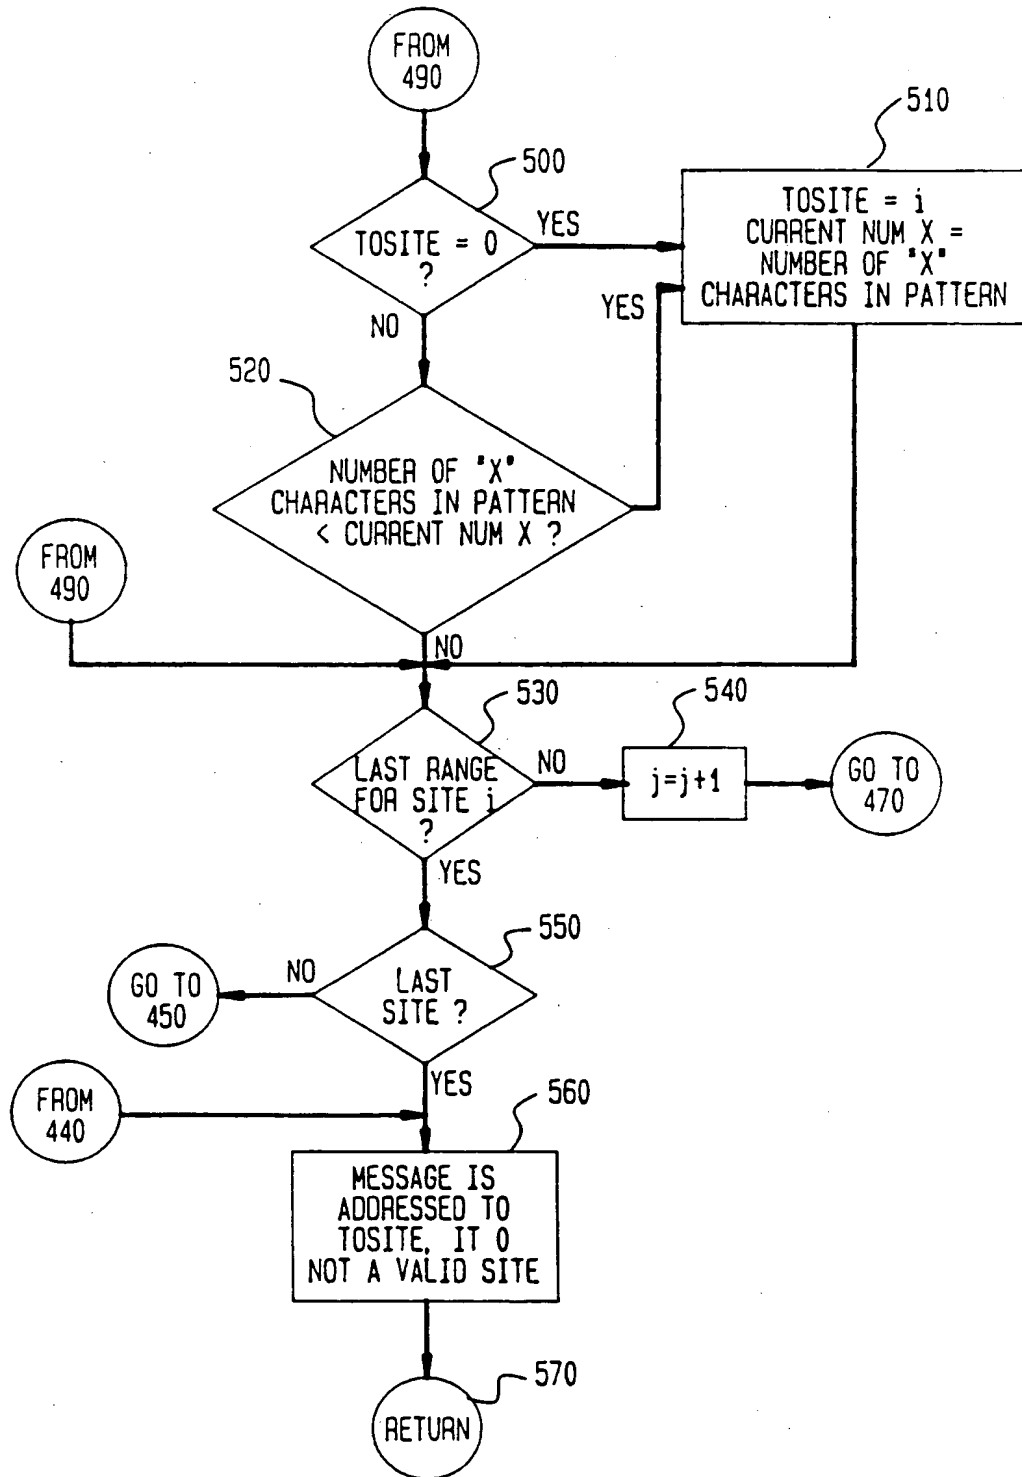 FROM
490
500
510
TOSITE = 0
?
YES
TOSITE = i
CURRENT NUM X =
NUMBER OF "X"
CHARACTERS IN PATTERN
YES
NO
520
NUMBER OF "X"
CHARACTERS IN PATTERN
< CURRENT NUM X ?
FROM
490
NO
530
540
LAST RANGE
FOR SITE i
?
NO
j=j+1
GO TO
470
YES
550
LAST
SITE ?
NO
GO TO
450
YES
FROM
440
560
MESSAGE IS
ADDRESSED TO
TOSITE, IT 0
NOT A VALID SITE
570
RETURN